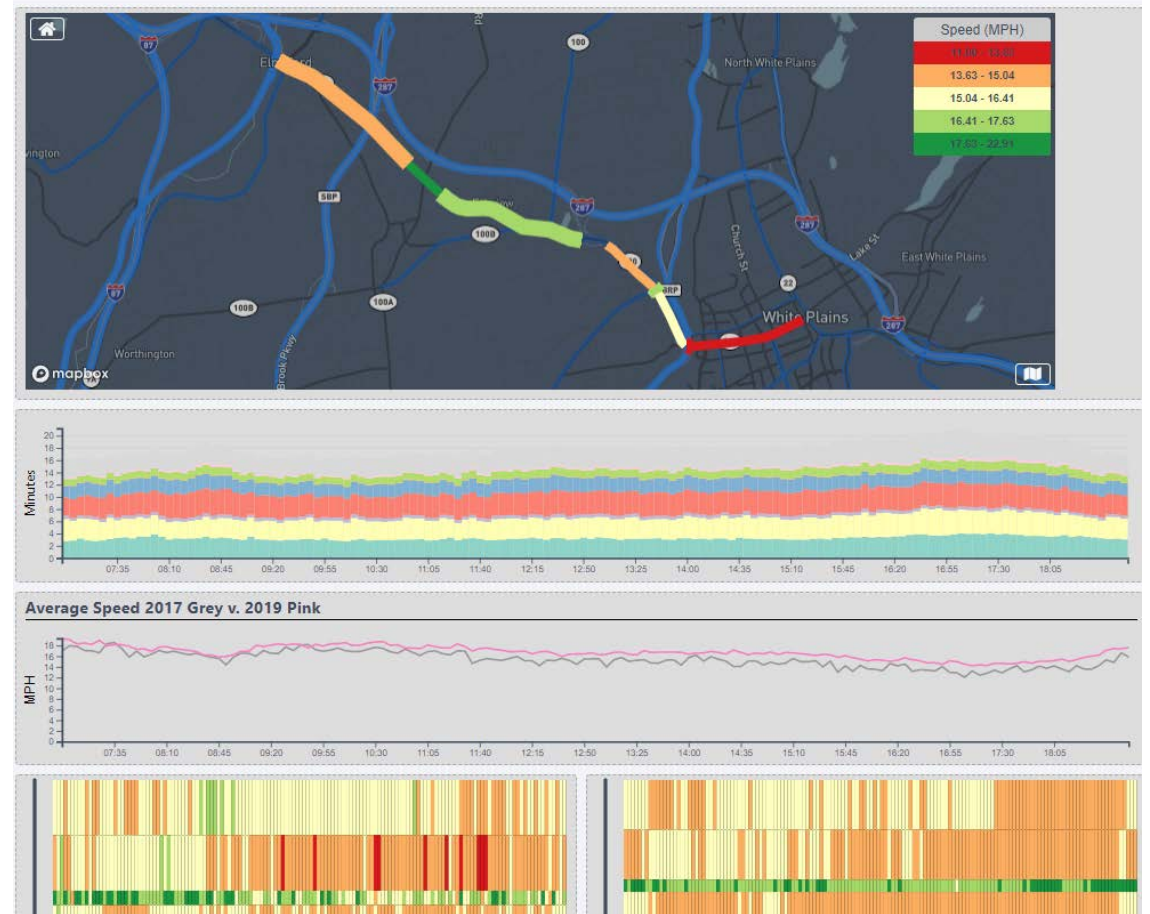 Rd
87
100
Speed (MPH)
Elmsford
North White Plains
13.63 - 15.04
287
15.04 - 16.41
16.41 - 17.63
17.63 - 22.91
ington
SBP
287
100B
Church St
287
Lake St
East White Plains
22
BRP
87
100B
100A
White Plains
287
Worthington
Brook Pkwy
mapbox
9A
Minutes
20
18
16
14
12
10
8
6
4
2
0
07:35 08:10 08:45 09:20 09:55 10:30 11:05 11:40 12:15 12:50 13:25 14:00 14:35 15:10 15:45 16:20 16:55 17:30 18:05
Average Speed 2017 Grey v. 2019 Pink
MPH
18
16
14
12
10
8
6
4
2
0
07:35 08:10 08:45 09:20 09:55 10:30 11:05 11:40 12:15 12:50 13:25 14:00 14:35 15:10 15:45 16:20 16:55 17:30 18:05